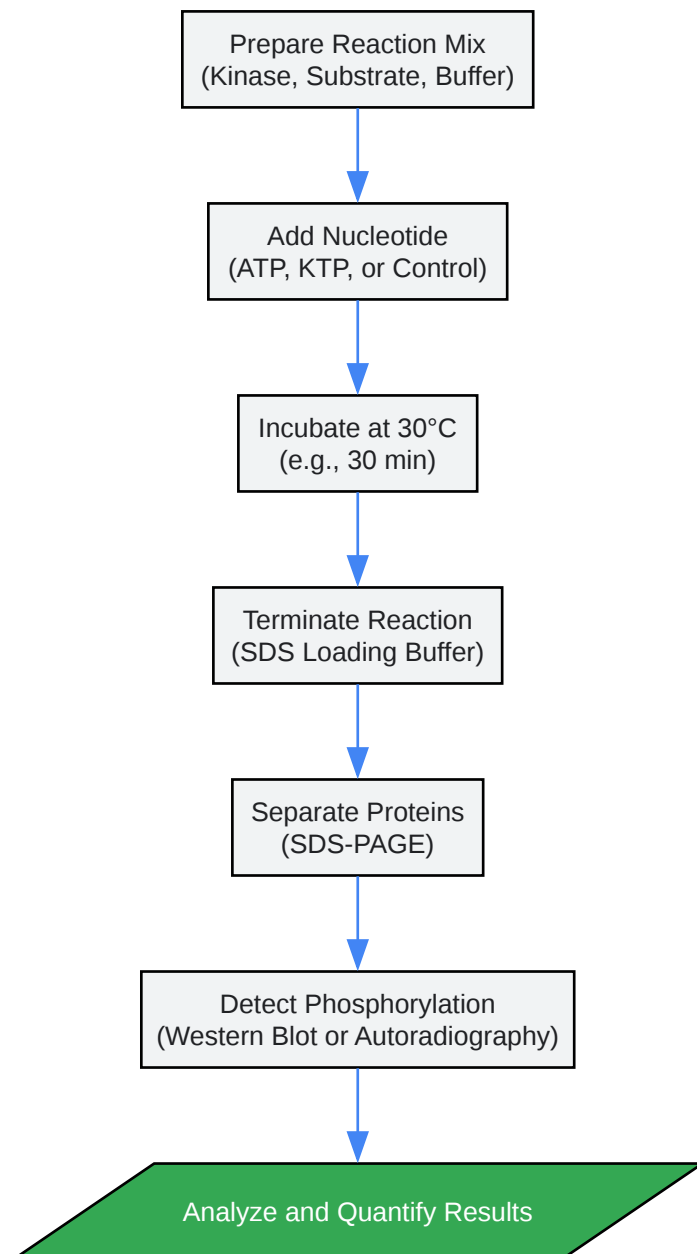 Prepare Reaction Mix
(Kinase, Substrate, Buffer)
Add Nucleotide
(ATP, KTP, or Control)
Incubate at 30°C
(e.g., 30 min)
Terminate Reaction
(SDS Loading Buffer)
Separate Proteins
(SDS-PAGE)
Detect Phosphorylation
(Western Blot or Autoradiography)
Analyze and Quantify Results